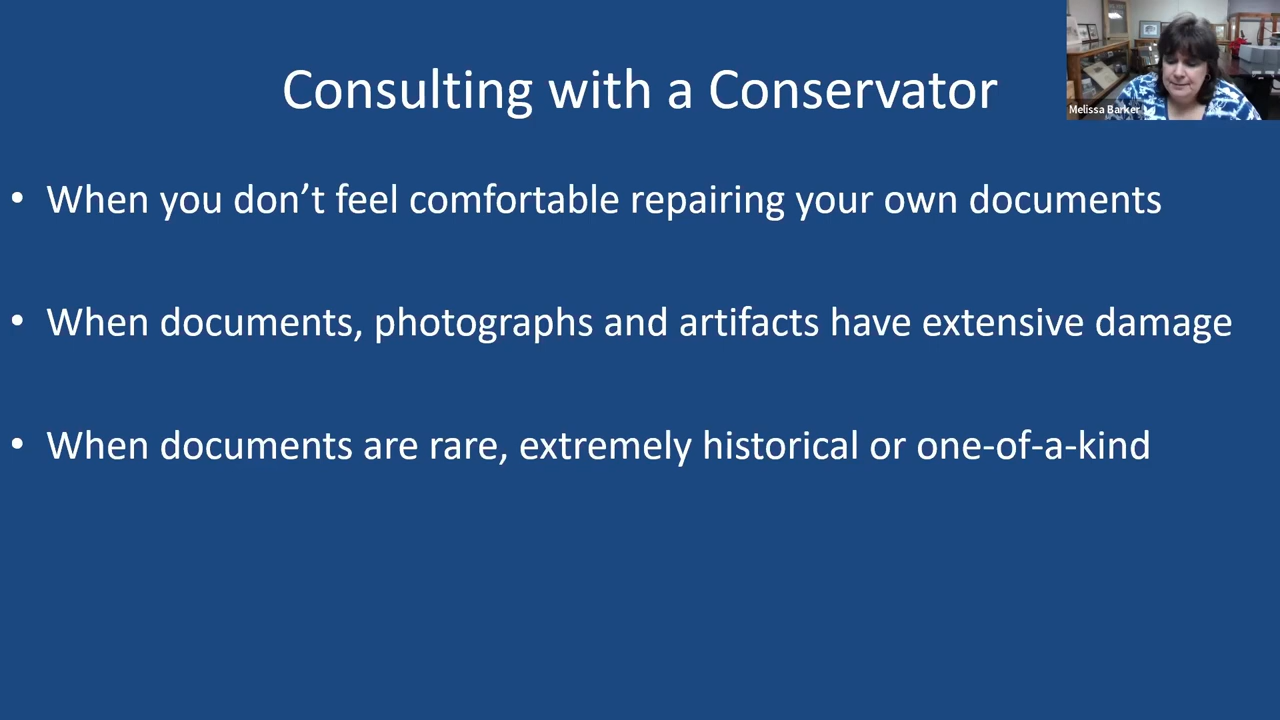 Consulting with a Conservator
Melissa Barker
• When you don’t feel comfortable repairing your own documents
• When documents, photographs and artifacts have extensive damage
• When documents are rare, extremely historical or one-of-a-kind